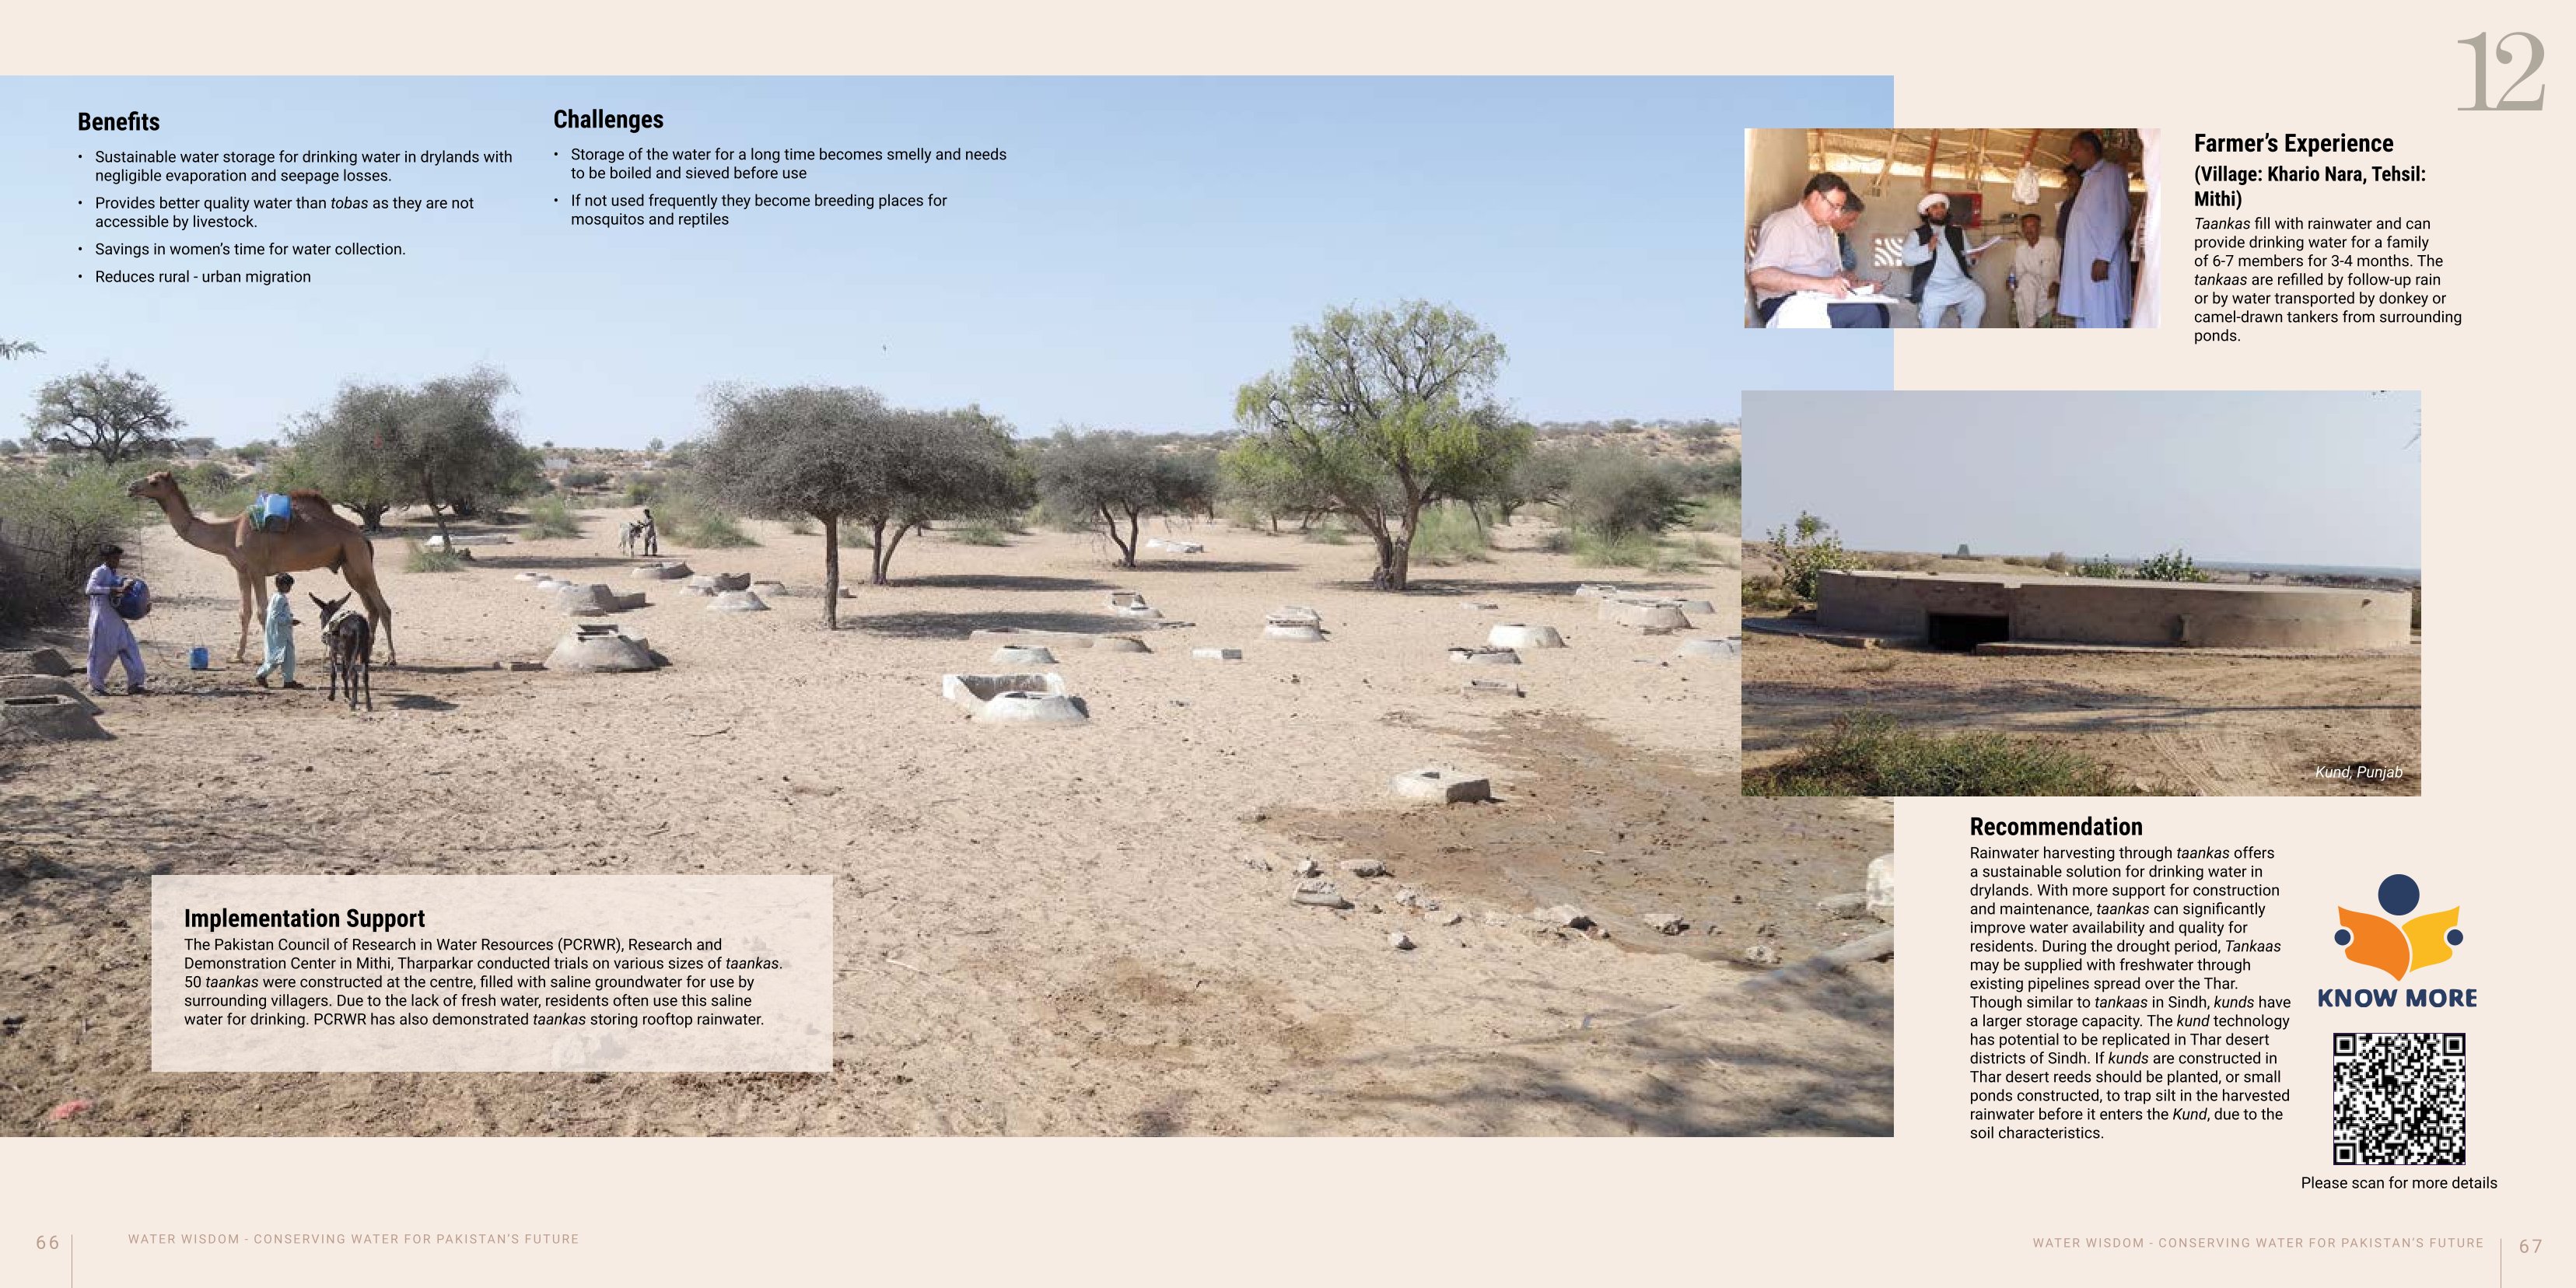 Benefits
• Sustainable water storage for drinking water in drylands with
negligible evaporation and seepage losses.
• Provides better quality water than tobas as they are not
accessible by livestock.
• Savings in women's time for water collection.
• Reduces rural - urban migration
Challenges
• Storage of the water for a long time becomes smelly and needs
to be boiled and sieved before use
• If not used frequently they become breeding places for
mosquitos and reptiles
Implementation Support
The Pakistan Council of Research in Water Resources (PCRWR), Research and
Demonstration Center in Mithi, Tharparkar conducted trials on various sizes of taankas.
50 taankas were constructed at the centre, filled with saline groundwater for use by
surrounding villagers. Due to the lack of fresh water, residents often use this saline
water for drinking. PCRWR has also demonstrated taankas storing rooftop rainwater.
66
WATER WISDOM - CONSERVING WATER FOR PAKISTAN'S FUTURE
12
Farmer's Experience
(Village: Khario Nara, Tehsil:
Mithi)
Taankas fill with rainwater and can
provide drinking water for a family
of 6-7 members for 3-4 months. The
tankaas are refilled by follow-up rain
or by water transported by donkey or
camel-drawn tankers from surrounding
ponds.
Kund, Punjab
Recommendation
Rainwater harvesting through taankas offers
a sustainable solution for drinking water in
drylands. With more support for construction
and maintenance, taankas can significantly
improve water availability and quality for
residents. During the drought period, Tankaas
may be supplied with freshwater through
existing pipelines spread over the Thar.
Though similar to tankaas in Sindh, kunds have
a larger storage capacity. The kund technology
has potential to be replicated in Thar desert
districts of Sindh. If kunds are constructed in
Thar desert reeds should be planted, or small
ponds constructed, to trap silt in the harvested
rainwater before it enters the Kund, due to the
soil characteristics.
KNOW MORE
Please scan for more details
WATER WISDOM - CONSERVING WATER FOR PAKISTAN'S FUTURE
67